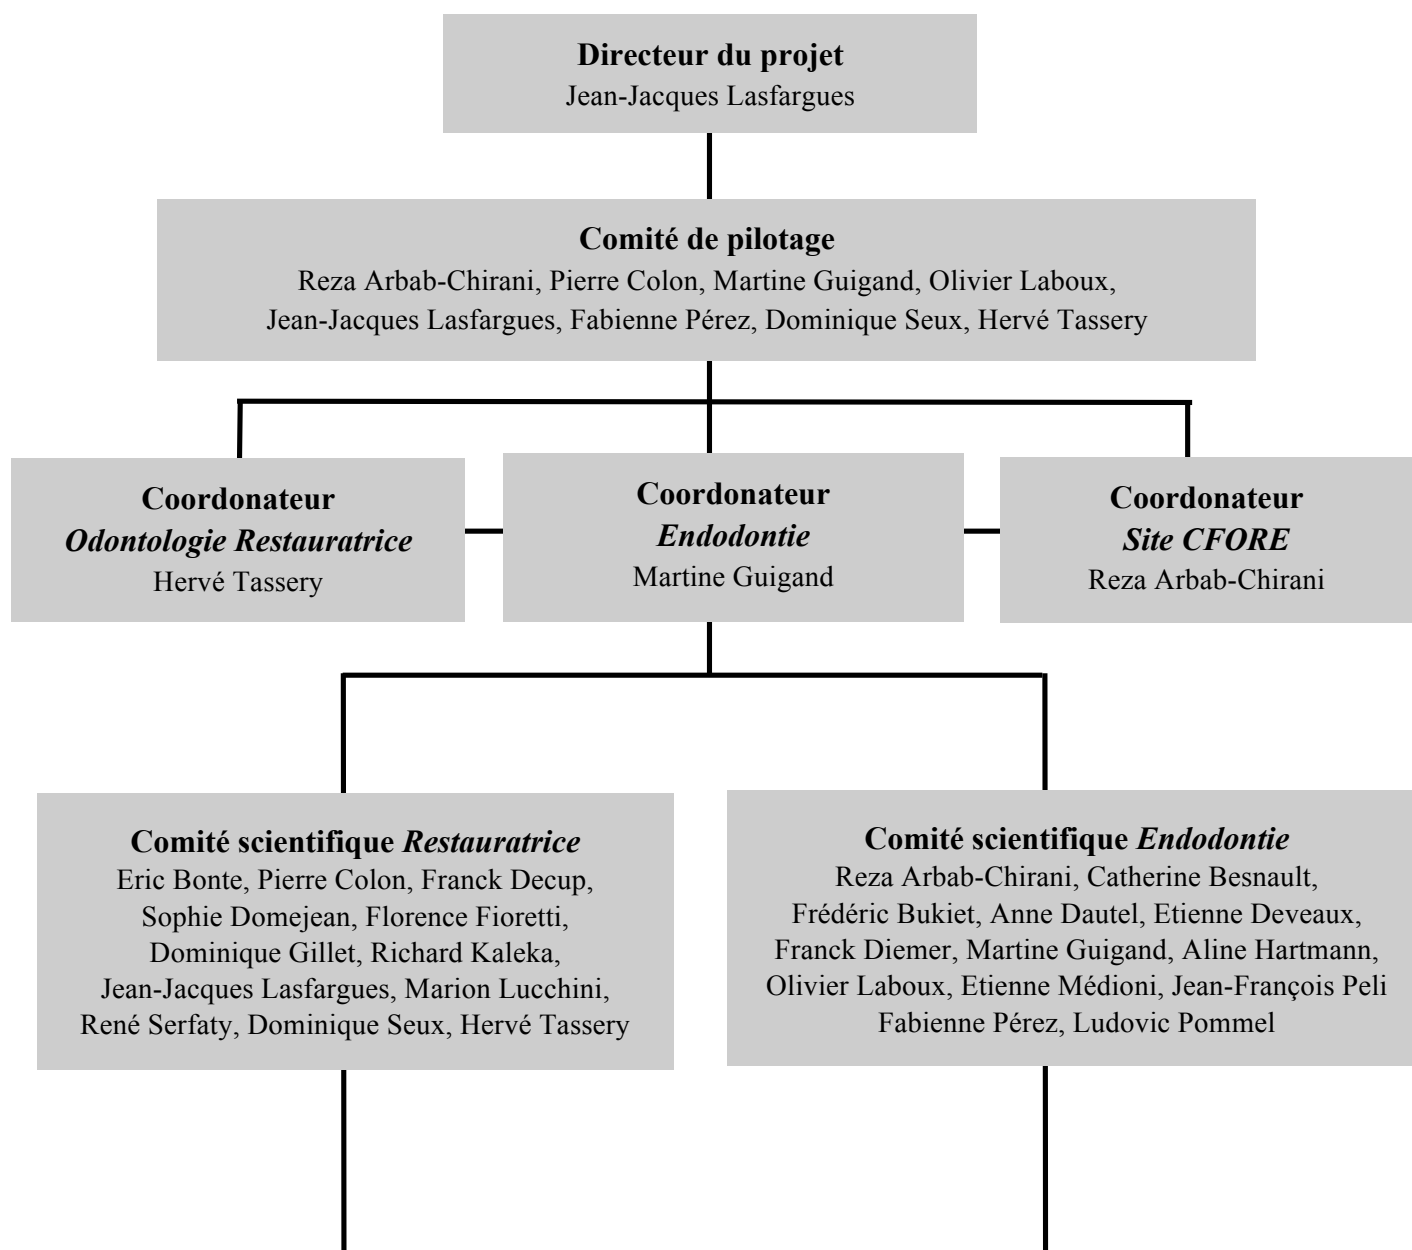 Directeur du projet
Jean-Jacques Lasfargues
Comité de pilotage
Reza Arbab-Chirani, Pierre Colon, Martine Guigand, Olivier Laboux,
Jean-Jacques Lasfargues, Fabienne Pérez, Dominique Seux, Hervé Tassery
Coordonateur
Odontologie Restauratrice
Hervé Tassery
Coordonateur
Endodontie
Martine Guigand
Coordonateur
Site CFORE
Reza Arbab-Chirani
Comité scientifique Restauratrice
Eric Bonte, Pierre Colon, Franck Decup,
Sophie Domejean, Florence Fioretti,
Dominique Gillet, Richard Kaleka,
Jean-Jacques Lasfargues, Marion Lucchini,
René Serfaty, Dominique Seux, Hervé Tassery
Comité scientifique Endodontie
Reza Arbab-Chirani, Catherine Besnault,
Frédéric Bukiet, Anne Dautel, Etienne Deveaux,
Franck Diemer, Martine Guigand, Aline Hartmann,
Olivier Laboux, Etienne Médioni, Jean-François Peli
Fabienne Pérez, Ludovic Pommel